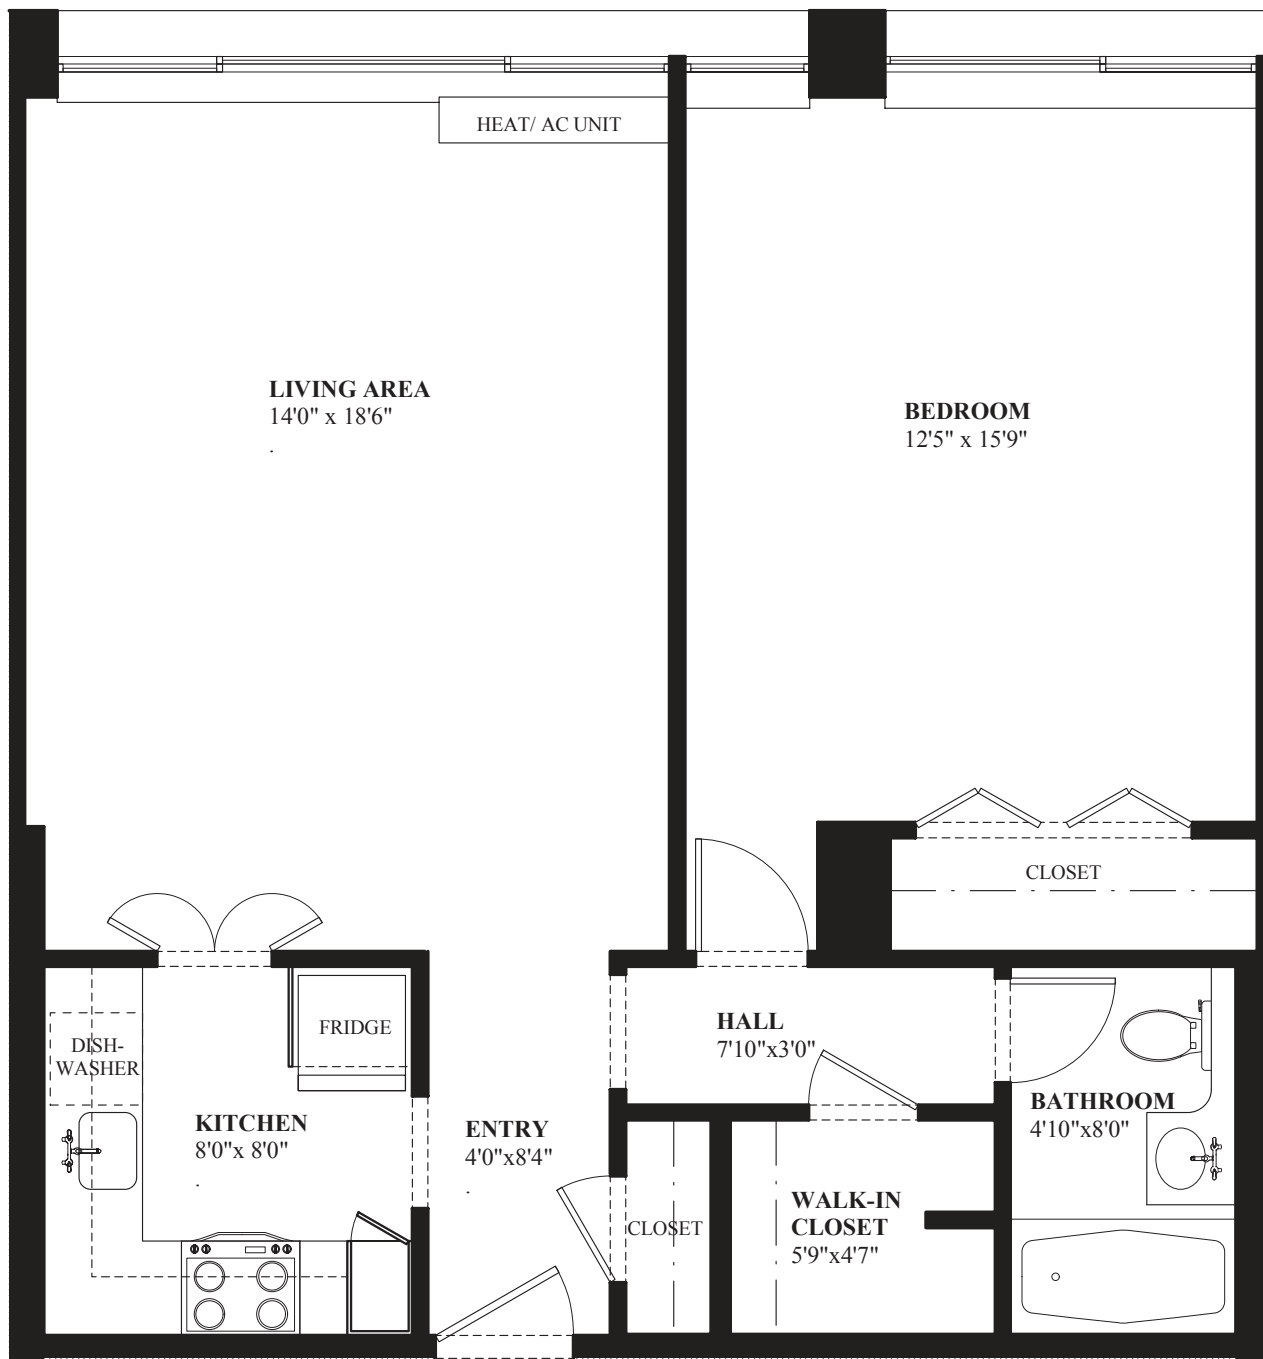 HEAT/ AC UNIT
LIVING AREA
14'0" x 18'6"
.
BEDROOM
12'5" x 15'9"
CLOSET
FRIDGE
DISH-
WASHER
HALL
7'10"x3'0"
KITCHEN
8'0"x 8'0"
.
ENTRY
4'0"x8'4"
.
BATHROOM
4'10"x8'0"
CLOSET
WALK-IN
CLOSET
5'9"x4'7"